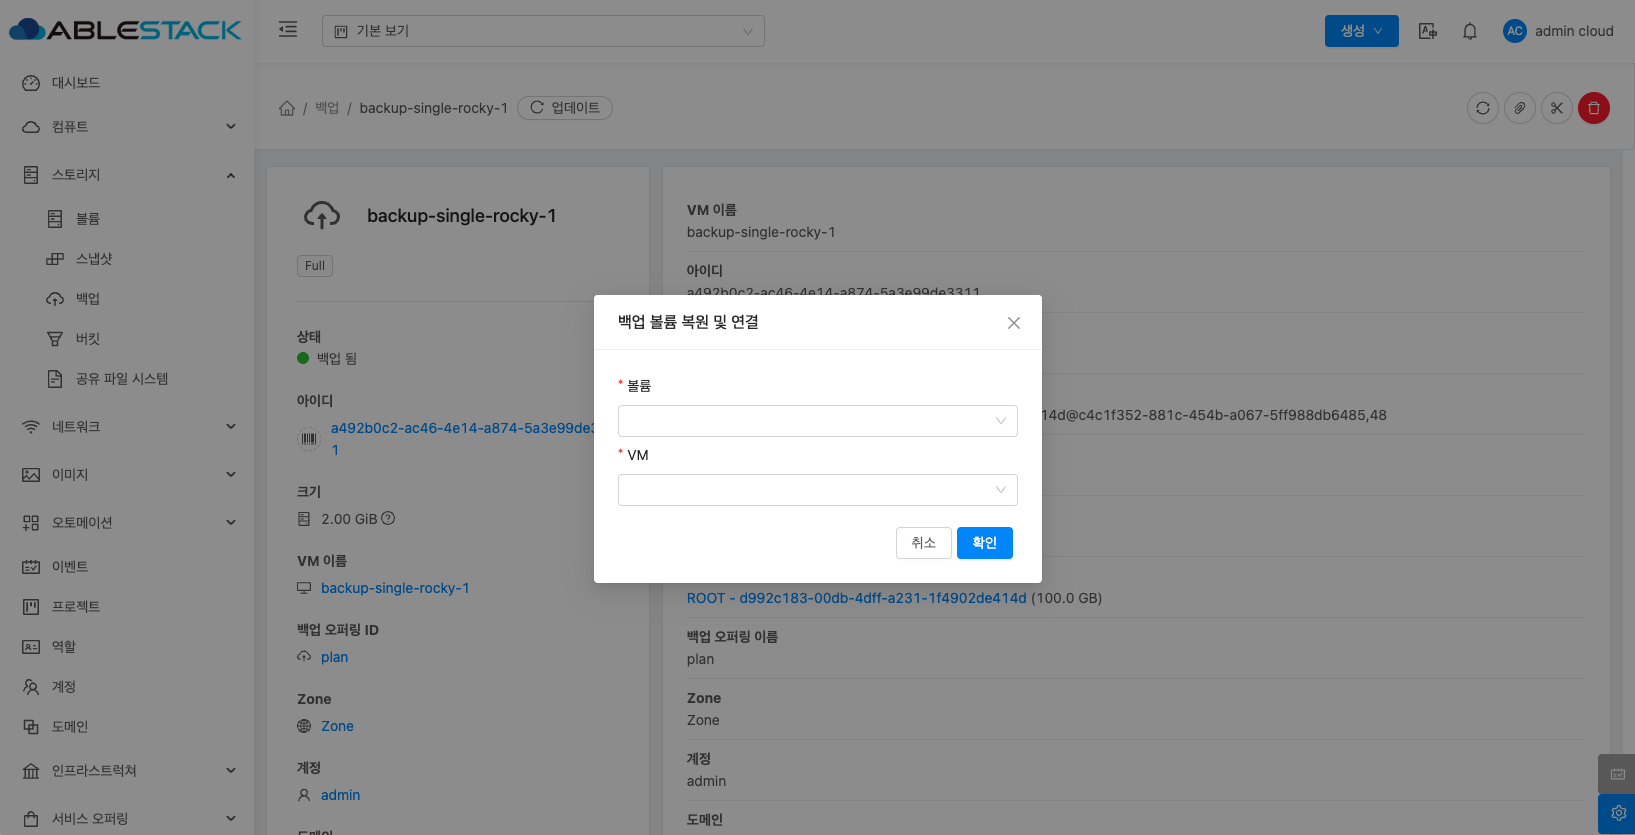 ABLESTACK
기본 보기
생성
AC
admin cloud
대시보드
컴퓨트
스토리지
볼륨
스냅샷
백업
버킷
공유 파일 시스템
네트워크
이미지
오토메이션
이벤트
프로젝트
역할
계정
도메인
인프라스트럭쳐
서비스 오퍼링
/ 백업 / backup-single-rocky-1
업데이트
backup-single-rocky-1
Full
상태
백업 됨
아이디
a492b0c2-ac46-4e14-a874-5a3e99de3
1
크기
2.00 GiB
VM 이름
backup-single-rocky-1
백업 오퍼링 ID
plan
Zone
Zone
계정
admin
도메인
VM 이름
backup-single-rocky-1
아이디
a492b0c2-ac46-4e14-a874-5a3e99de3311
14d@c4c1f352-881c-454b-a067-5ff988db6485,48
ROOT - d992c183-00db-4dff-a231-1f4902de414d (100.0 GB)
백업 오퍼링 이름
plan
Zone
Zone
계정
admin
도메인
백업 볼륨 복원 및 연결
* 볼륨
* VM
취소
확인